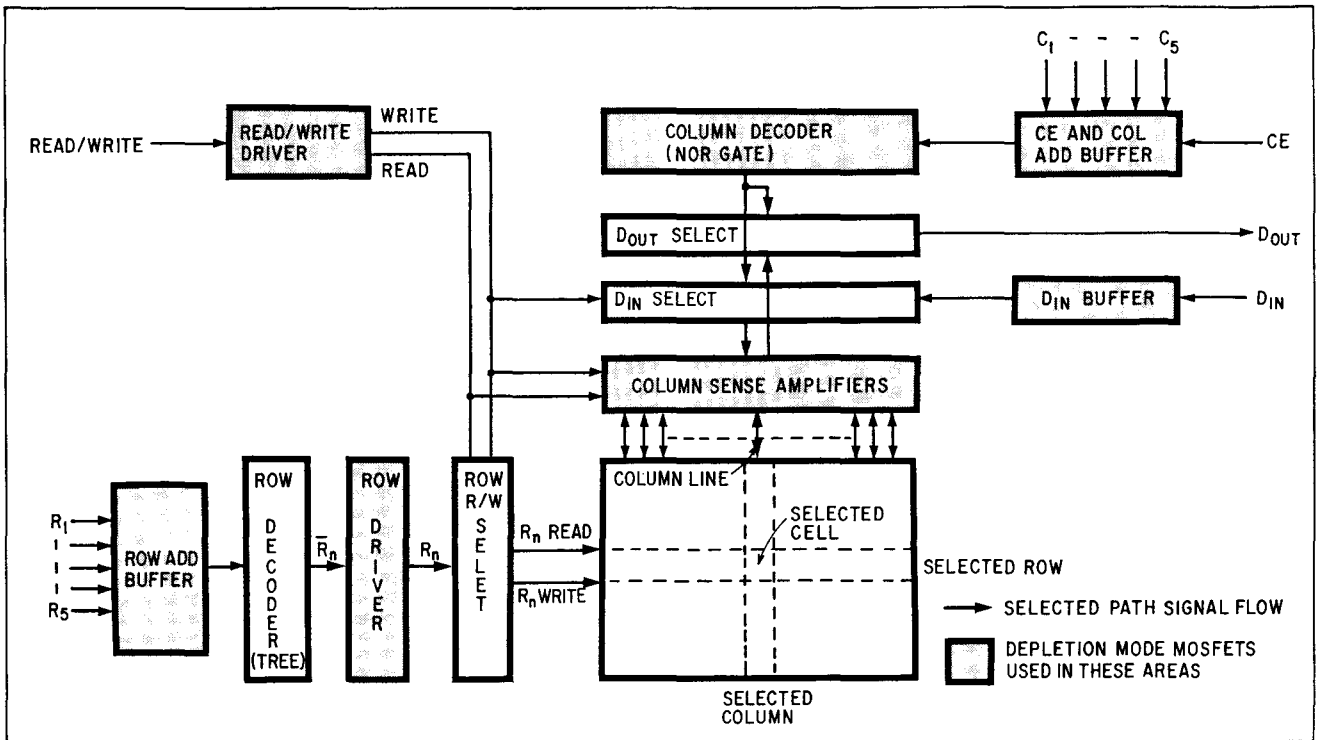 C1 - - - C5
READ/WRITE
READ/WRITE
DRIVER
WRITE
READ
COLUMN DECODER
(NOR GATE)
CE AND COL
ADD BUFFER
CE
DOUT SELECT
DOUT
DIN SELECT
DIN BUFFER
DIN
COLUMN SENSE AMPLIFIERS
COLUMN LINE
R1
R5
ROW ADD
BUFFER
ROW
DECODER
(TREE)
R̄n
ROW
DRIVER
Rn
ROW
R/W
SELET
Rn READ
Rn WRITE
SELECTED
CELL
SELECTED ROW
SELECTED
COLUMN
SELECTED PATH SIGNAL FLOW
DEPLETION MODE MOSFETS
USED IN THESE AREAS